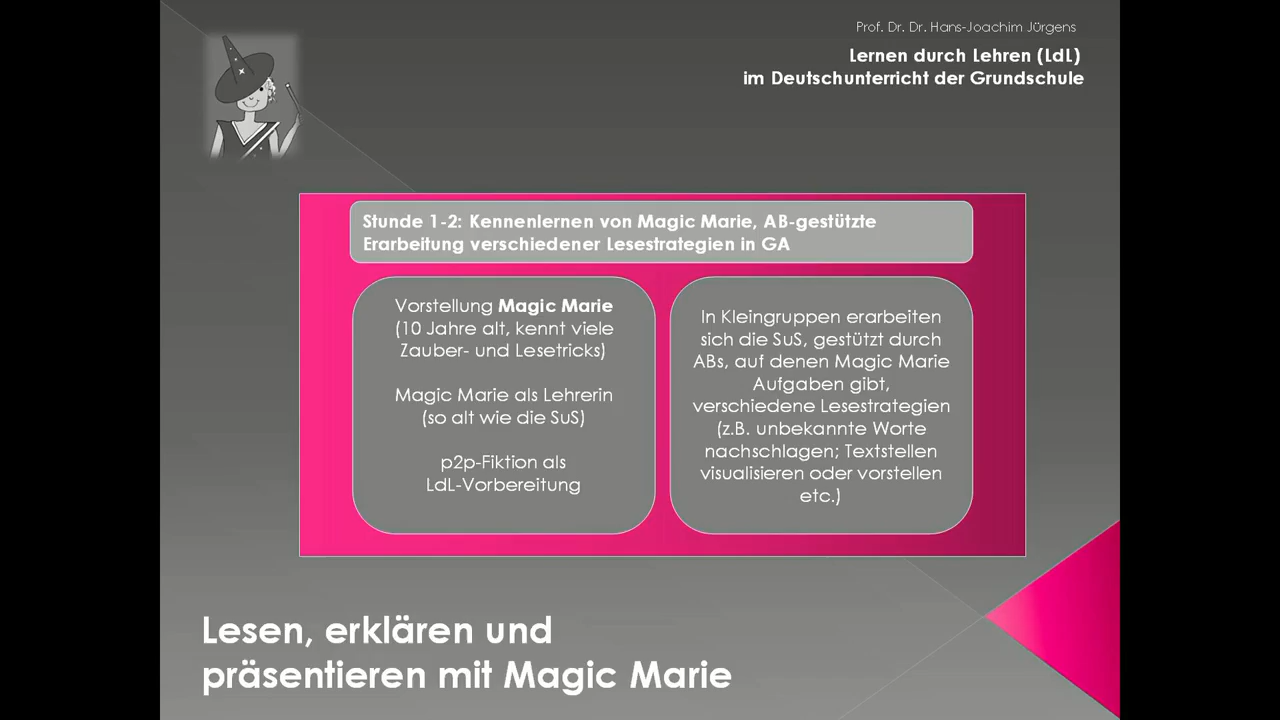 Prof. Dr. Dr. Hans-Joachim Jürgens
Lernen durch Lehren (LdL)
im Deutschunterricht der Grundschule
Stunde 1-2: Kennenlernen von Magic Marie, AB-gestützte
Erarbeitung verschiedener Lesestrategien in GA
Vorstellung Magic Marie
(10 Jahre alt, kennt viele
Zauber- und Lesetricks)
Magic Marie als Lehrerin
(so alt wie die SuS)
p2p-Fiktion als
LdL-Vorbereitung
In Kleingruppen erarbeiten
sich die SuS, gestützt durch
ABs, auf denen Magic Marie
Aufgaben gibt,
verschiedene Lesestrategien
(z.B. unbekannte Worte
nachschlagen; Textstellen
visualisieren oder vorstellen
etc.)
Lesen, erklären und
präsentieren mit Magic Marie